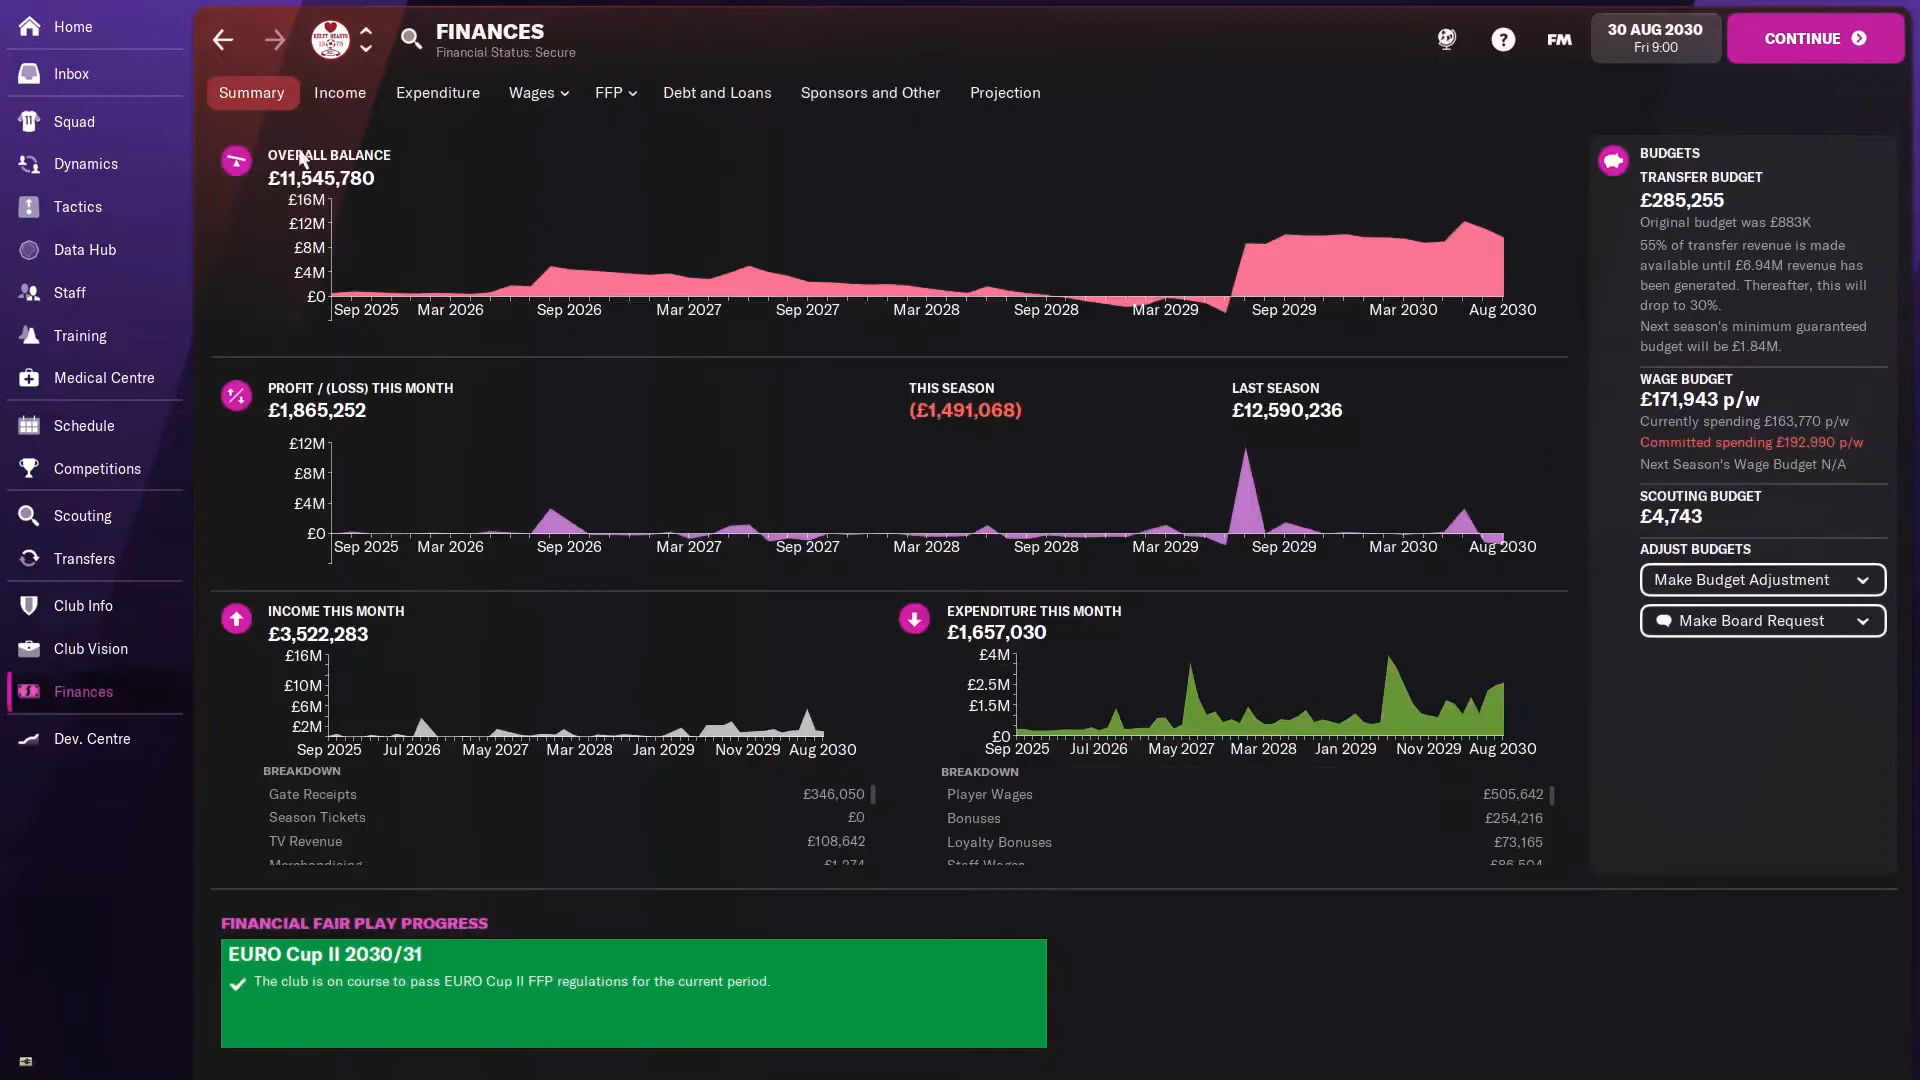 Home
Inbox
Squad
Dynamics
Tactics
Data Hub
Staff
Training
Medical Centre
Schedule
Competitions
Scouting
Transfers
Club Info
Club Vision
Finances
Dev. Centre
FINANCES
Financial Status: Secure
?
FM
30 AUG 2030
Fri 9:00
CONTINUE
Summary
Income
Expenditure
Wages
FFP
Debt and Loans
Sponsors and Other
Projection
OVERALL BALANCE
£11,545,780
£16M
£12M
£8M
£4M
£0
Sep 2025 Mar 2026 Sep 2026 Mar 2027 Sep 2027 Mar 2028 Sep 2028 Mar 2029 Sep 2029 Mar 2030 Aug 2030
PROFIT / (LOSS) THIS MONTH
£1,865,252
THIS SEASON
(£1,491,068)
LAST SEASON
£12,590,236
£12M
£8M
£4M
£0
Sep 2025 Mar 2026 Sep 2026 Mar 2027 Sep 2027 Mar 2028 Sep 2028 Mar 2029 Sep 2029 Mar 2030 Aug 2030
INCOME THIS MONTH
£3,522,283
£16M
£10M
£6M
£2M
Sep 2025 Jul 2026 May 2027 Mar 2028 Jan 2029 Nov 2029 Aug 2030
BREAKDOWN
Gate Receipts £346,050
Season Tickets £0
TV Revenue £108,642
Merchandising £1,274
EXPENDITURE THIS MONTH
£1,657,030
£4M
£2.5M
£1.5M
£0
Sep 2025 Jul 2026 May 2027 Mar 2028 Jan 2029 Nov 2029 Aug 2030
BREAKDOWN
Player Wages £505,642
Bonuses £254,216
Loyalty Bonuses £73,165
Staff Wages £86,504
FINANCIAL FAIR PLAY PROGRESS
EURO Cup II 2030/31
The club is on course to pass EURO Cup II FFP regulations for the current period.
BUDGETS
TRANSFER BUDGET
£285,255
Original budget was £883K
55% of transfer revenue is made
available until £6.94M revenue has
been generated. Thereafter, this will
drop to 30%.
Next season's minimum guaranteed
budget will be £1.84M.
WAGE BUDGET
£171,943 p/w
Currently spending £163,770 p/w
Committed spending £192,990 p/w
Next Season's Wage Budget N/A
SCOUTING BUDGET
£4,743
ADJUST BUDGETS
Make Budget Adjustment
Make Board Request